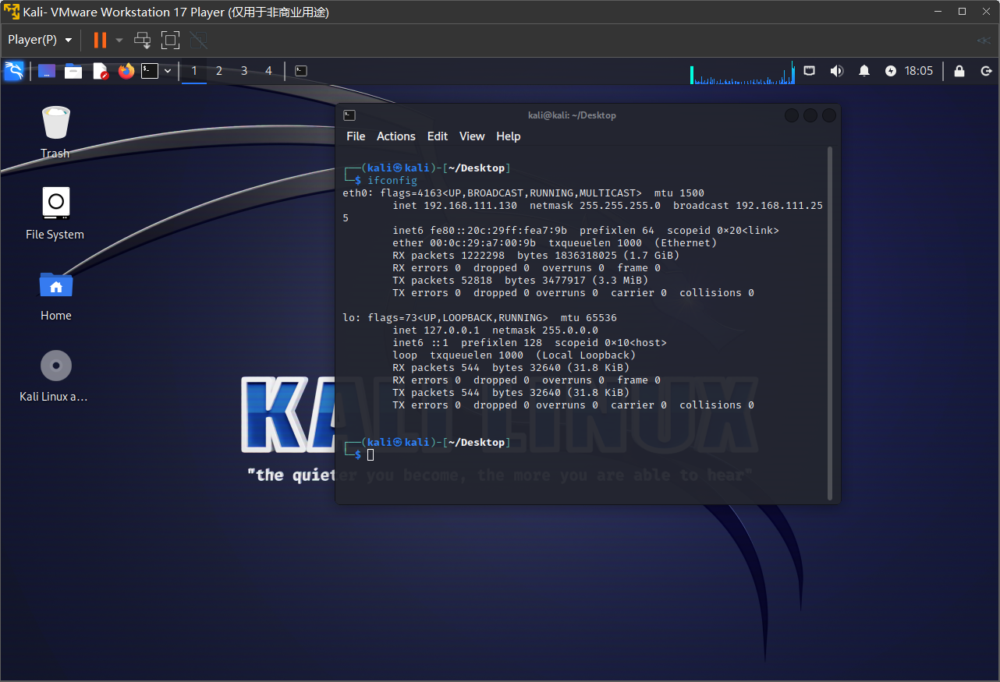 Kali- VMware Workstation 17 Player (仅用于非商业用途)
Player(P)
1 2 3 4
18:05
Trash
File System
Home
Kali Linux a…
kali@kali: ~/Desktop
File Actions Edit View Help
┌──(kali㉿kali)-[~/Desktop]
└─$ ifconfig
eth0: flags=4163<UP,BROADCAST,RUNNING,MULTICAST>  mtu 1500
        inet 192.168.111.130  netmask 255.255.255.0  broadcast 192.168.111.25
5
        inet6 fe80::20c:29ff:fea7:9b  prefixlen 64  scopeid 0×20<link>
        ether 00:0c:29:a7:00:9b  txqueuelen 1000  (Ethernet)
        RX packets 1222298  bytes 1836318025 (1.7 GiB)
        RX errors 0  dropped 0  overruns 0  frame 0
        TX packets 52818  bytes 3477917 (3.3 MiB)
        TX errors 0  dropped 0 overruns 0  carrier 0  collisions 0
lo: flags=73<UP,LOOPBACK,RUNNING>  mtu 65536
        inet 127.0.0.1  netmask 255.0.0.0
        inet6 ::1  prefixlen 128  scopeid 0×10<host>
        loop  txqueuelen 1000  (Local Loopback)
        RX packets 544  bytes 32640 (31.8 KiB)
        RX errors 0  dropped 0  overruns 0  frame 0
        TX packets 544  bytes 32640 (31.8 KiB)
        TX errors 0  dropped 0 overruns 0  carrier 0  collisions 0
┌──(kali㉿kali)-[~/Desktop]
└─$
KALI LINUX
"the quieter you become, the more you are able to hear"